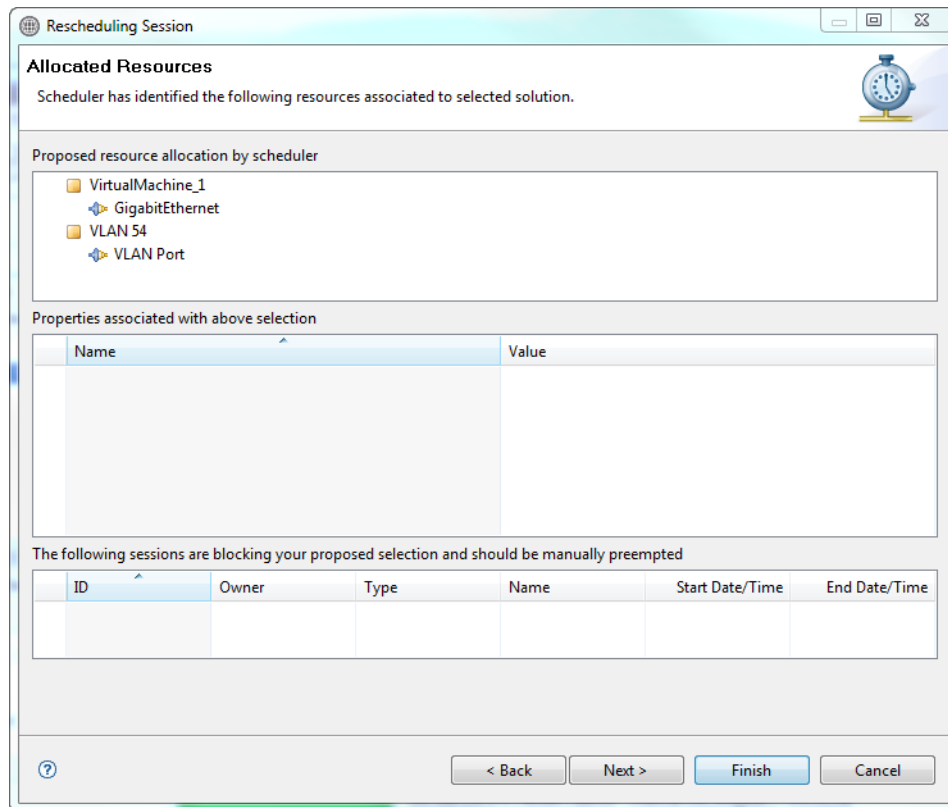 Rescheduling Session
Allocated Resources
Scheduler has identified the following resources associated to selected solution.
Proposed resource allocation by scheduler
VirtualMachine_1
GigabitEthernet
VLAN 54
VLAN Port
Properties associated with above selection
Name Value
The following sessions are blocking your proposed selection and should be manually preempted
ID Owner Type Name Start Date/Time End Date/Time
? < Back Next > Finish Cancel